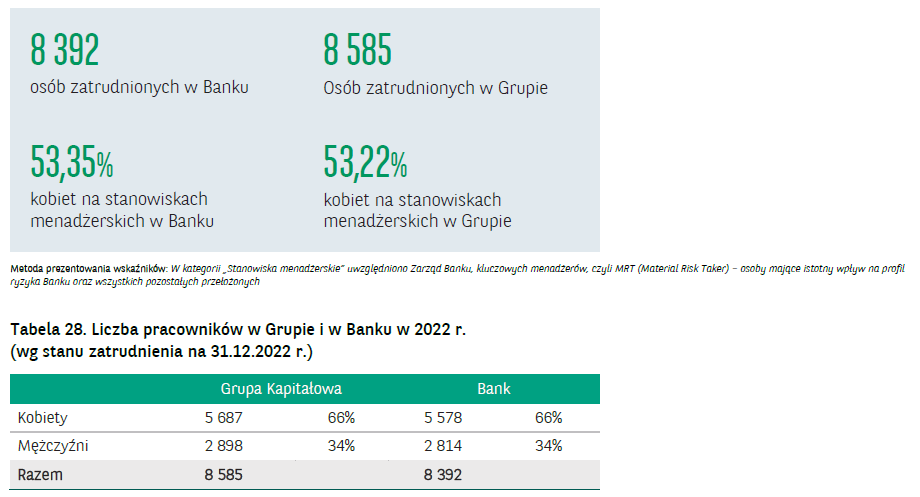 8 392
8 585
osób zatrudnionych w Banku
Osób zatrudnionych w Grupie
53,35%
53,22%
kobiet na stanowiskach
menadżerskich w Banku
kobiet na stanowiskach
menadżerskich w Grupie
Metoda prezentowania wskaźników: W kategorii „Stanowiska menadżerskie” uwzględniono Zarząd Banku, kluczowych menadżerów, czyli MRT (Material Risk Taker) – osoby mające istotny wpływ na profil
ryzyka Banku oraz wszystkich pozostałych przełożonych
Tabela 28. Liczba pracowników w Grupie i w Banku w 2022 r.
(wg stanu zatrudnienia na 31.12.2022 r.)
Grupa Kapitałowa Bank
Kobiety 5 687 66% 5 578 66%
Mężczyźni 2 898 34% 2 814 34%
Razem 8 585 8 392